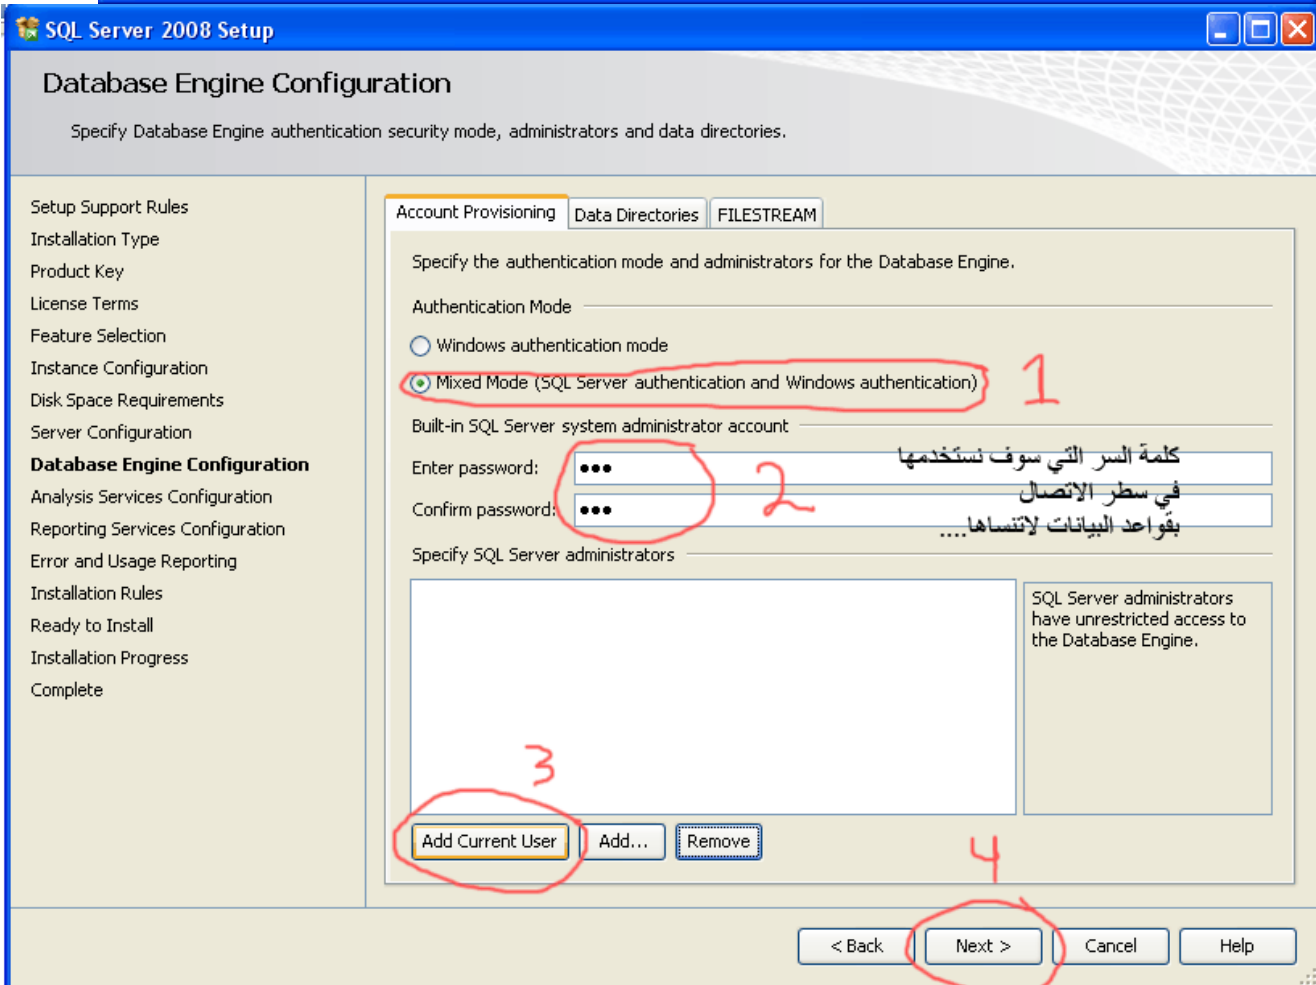 SQL Server 2008 Setup
Database Engine Configuration
Specify Database Engine authentication security mode, administrators and data directories.
Setup Support Rules
Installation Type
Product Key
License Terms
Feature Selection
Instance Configuration
Disk Space Requirements
Server Configuration
Database Engine Configuration
Analysis Services Configuration
Reporting Services Configuration
Error and Usage Reporting
Installation Rules
Ready to Install
Installation Progress
Complete
Account Provisioning Data Directories FILESTREAM
Specify the authentication mode and administrators for the Database Engine.
Authentication Mode
Windows authentication mode
Mixed Mode (SQL Server authentication and Windows authentication) 1
Built-in SQL Server system administrator account
Enter password: ●●● 2
Confirm password: ●●●
كلمة السر التي سوف نستخدمها
في سطر الاتصال
بقواعد البيانات لاتنساها....
Specify SQL Server administrators
SQL Server administrators
have unrestricted access to
the Database Engine.
3
Add Current User Add... Remove
4
< Back Next > Cancel Help